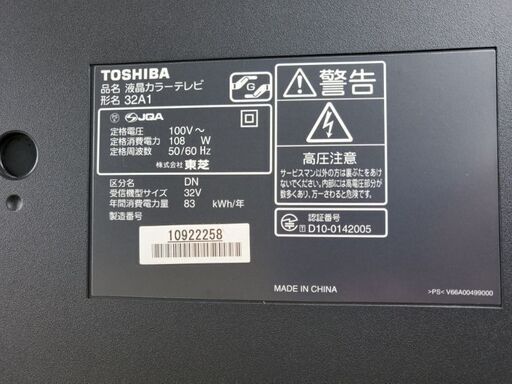 TOSHIBA
品名 液晶カラーテレビ
形名 32A1
G
JQA
定格電圧 100V～
定格消費電力 108 W
定格周波数 50/60 Hz
株式会社 東芝
区分名 DN
受信機型サイズ 32V
年間消費電力量 83 kWh/年
製造番号
10922258
警告
高圧注意
サービスマン以外の方は裏ぶたをあけ
ないでください。内部には高電圧部分が
数多くあり、万一さわると危険です。
認証番号
T D10-0142005
MADE IN CHINA
>PS< V66A00499000